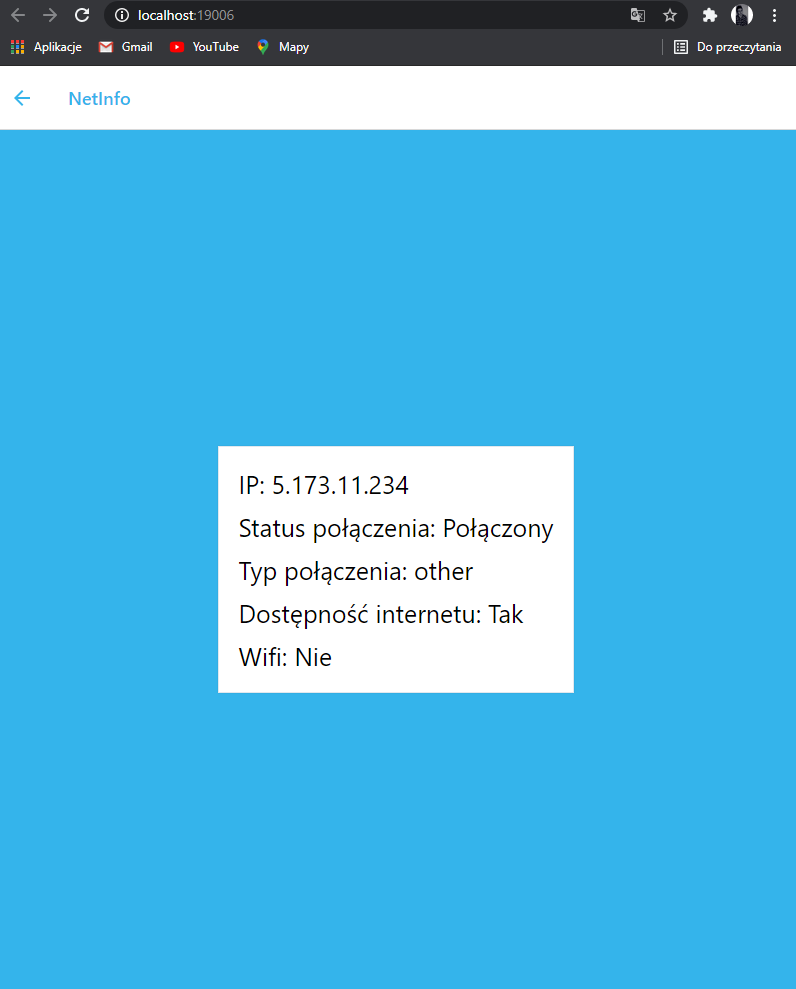 localhost:19006
Aplikacje Gmail YouTube Mapy Do przeczytania
NetInfo
IP: 5.173.11.234
Status połączenia: Połączony
Typ połączenia: other
Dostępność internetu: Tak
Wifi: Nie